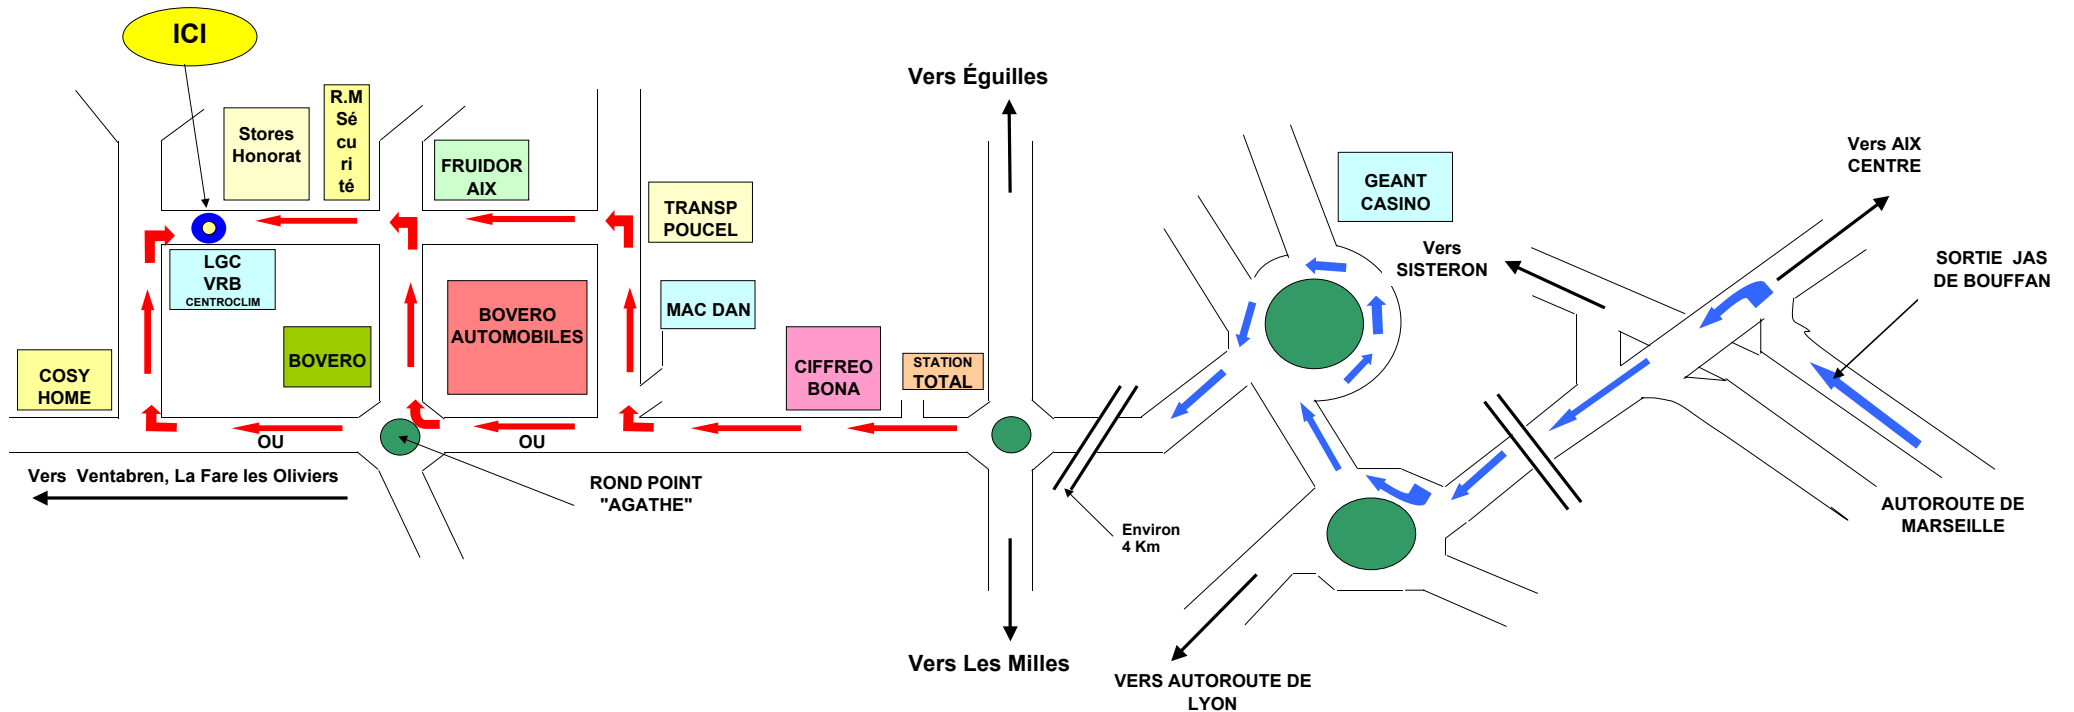 ICI
Vers Éguilles
R.M
Sé
cu
ri
té
Stores
Honorat
FRUIDOR
AIX
TRANSP
POUCEL
GEANT
CASINO
Vers AIX
CENTRE
Vers
SISTERON
SORTIE JAS
DE BOUFFAN
LGC
VRB
CENTROCLIM
BOVERO
AUTOMOBILES
MAC DAN
BOVERO
COSY
HOME
CIFFREO
BONA
STATION
TOTAL
OU
OU
Vers Ventabren, La Fare les Oliviers
ROND POINT
"AGATHE"
Environ
4 Km
AUTOROUTE DE
MARSEILLE
Vers Les Milles
VERS AUTOROUTE DE
LYON